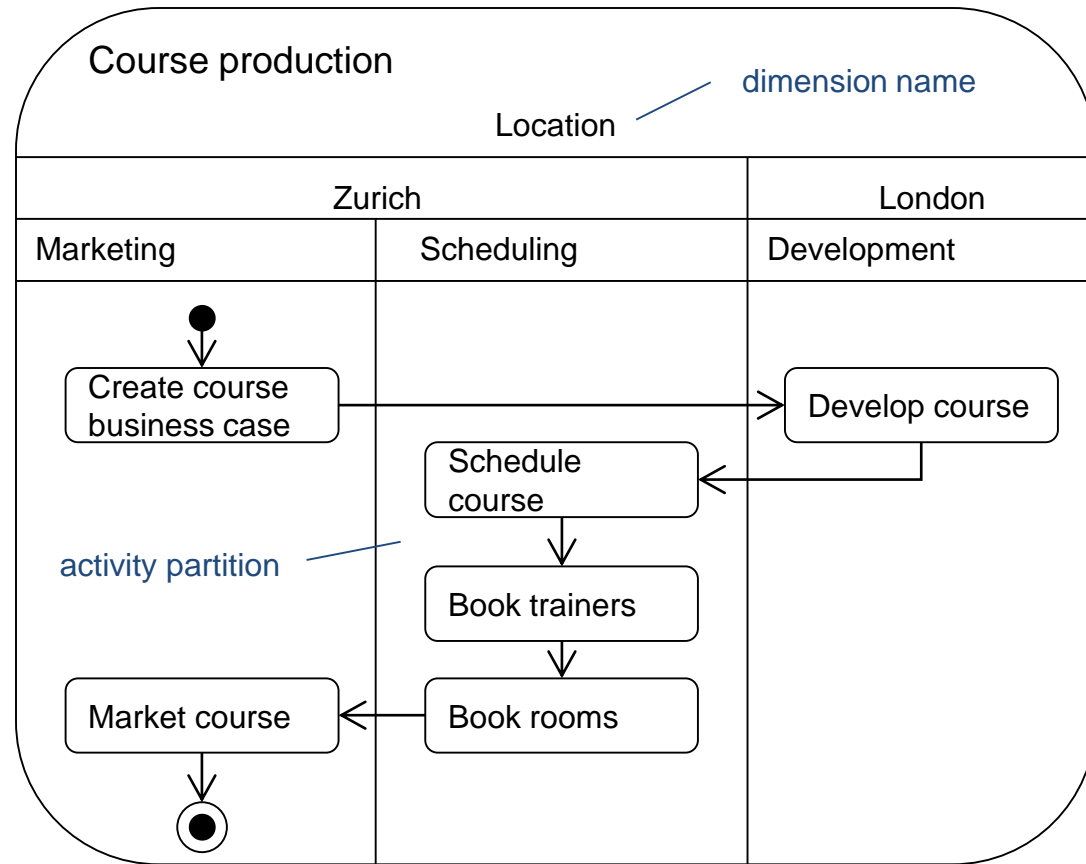 Course production
dimension name
Location
Zurich
London
Marketing
Scheduling
Development
Create course
business case
Develop course
Schedule
course
activity partition
Book trainers
Market course
Book rooms